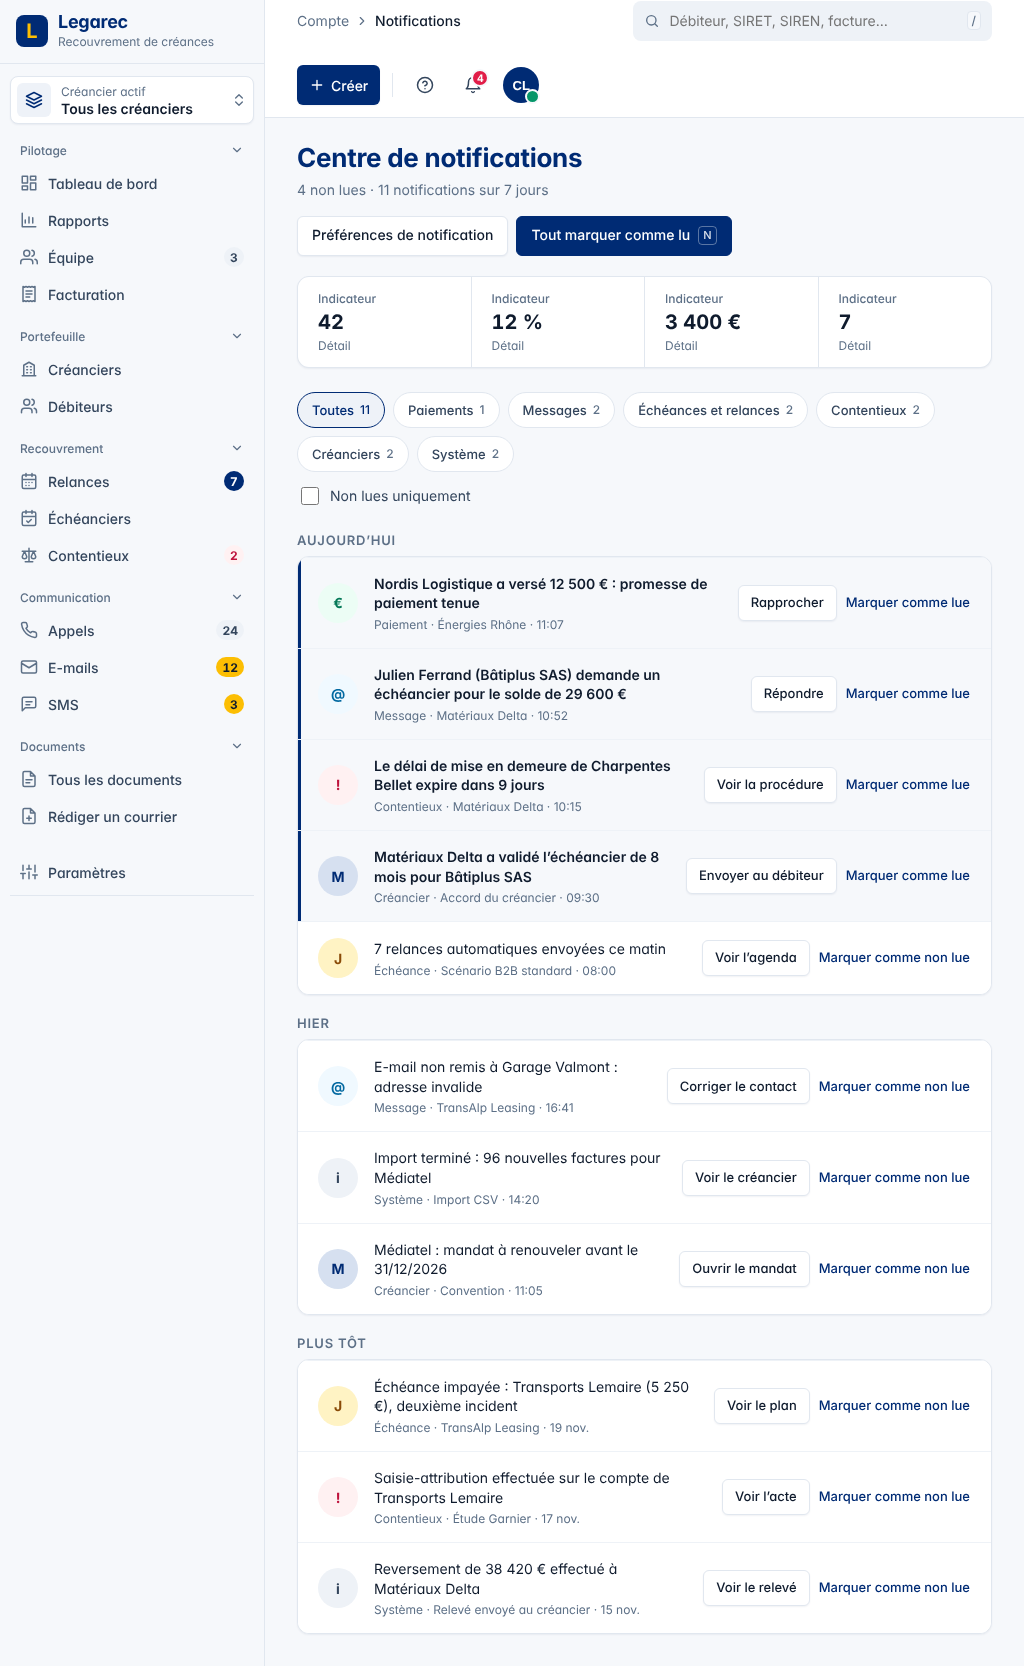 L
Legarec
Recouvrement de créances
Créancier actif
Tous les créanciers
Pilotage
Tableau de bord
Rapports
Équipe 3
Facturation
Portefeuille
Créanciers
Débiteurs
Recouvrement
Relances 7
Échéanciers
Contentieux 2
Communication
Appels 24
E-mails 12
SMS 3
Documents
Tous les documents
Rédiger un courrier
Paramètres
Compte > Notifications
Débiteur, SIRET, SIREN, facture... /
+ Créer
4
CL
Centre de notifications
4 non lues · 11 notifications sur 7 jours
Préférences de notification
Tout marquer comme lu N
Indicateur
42
Détail
Indicateur
12 %
Détail
Indicateur
3 400 €
Détail
Indicateur
7
Détail
Toutes 11
Paiements 1
Messages 2
Échéances et relances 2
Contentieux 2
Créanciers 2
Système 2
Non lues uniquement
AUJOURD’HUI
€
Nordis Logistique a versé 12 500 € : promesse de
paiement tenue
Paiement · Énergies Rhône · 11:07
Rapprocher
Marquer comme lue
@
Julien Ferrand (Bâtiplus SAS) demande un
échéancier pour le solde de 29 600 €
Message · Matériaux Delta · 10:52
Répondre
Marquer comme lue
!
Le délai de mise en demeure de Charpentes
Bellet expire dans 9 jours
Contentieux · Matériaux Delta · 10:15
Voir la procédure
Marquer comme lue
M
Matériaux Delta a validé l’échéancier de 8
mois pour Bâtiplus SAS
Créancier · Accord du créancier · 09:30
Envoyer au débiteur
Marquer comme lue
J
7 relances automatiques envoyées ce matin
Échéance · Scénario B2B standard · 08:00
Voir l’agenda
Marquer comme non lue
HIER
@
E-mail non remis à Garage Valmont :
adresse invalide
Message · TransAlp Leasing · 16:41
Corriger le contact
Marquer comme non lue
i
Import terminé : 96 nouvelles factures pour
Médiatel
Système · Import CSV · 14:20
Voir le créancier
Marquer comme non lue
M
Médiatel : mandat à renouveler avant le
31/12/2026
Créancier · Convention · 11:05
Ouvrir le mandat
Marquer comme non lue
PLUS TÔT
J
Échéance impayée : Transports Lemaire (5 250
€), deuxième incident
Échéance · TransAlp Leasing · 19 nov.
Voir le plan
Marquer comme non lue
!
Saisie-attribution effectuée sur le compte de
Transports Lemaire
Contentieux · Étude Garnier · 17 nov.
Voir l’acte
Marquer comme non lue
i
Reversement de 38 420 € effectué à
Matériaux Delta
Système · Relevé envoyé au créancier · 15 nov.
Voir le relevé
Marquer comme non lue